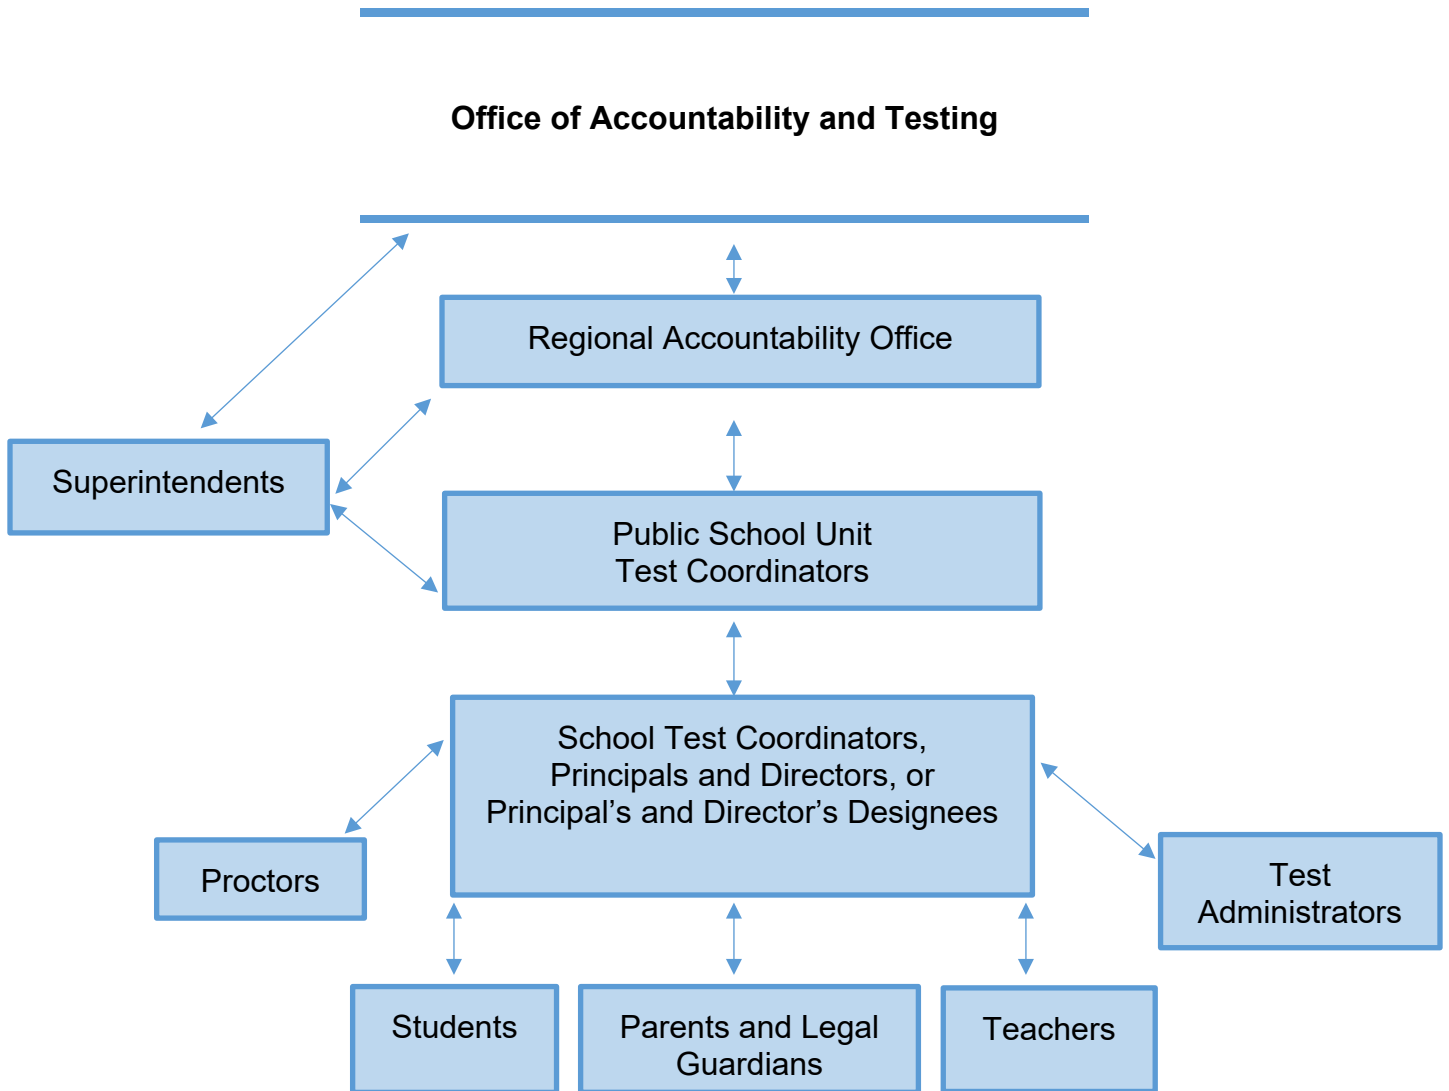 Office of Accountability and Testing
Regional Accountability Office
Superintendents
Public School Unit
Test Coordinators
School Test Coordinators,
Principals and Directors, or
Principal’s and Director’s Designees
Proctors
Test
Administrators
Students
Parents and Legal
Guardians
Teachers